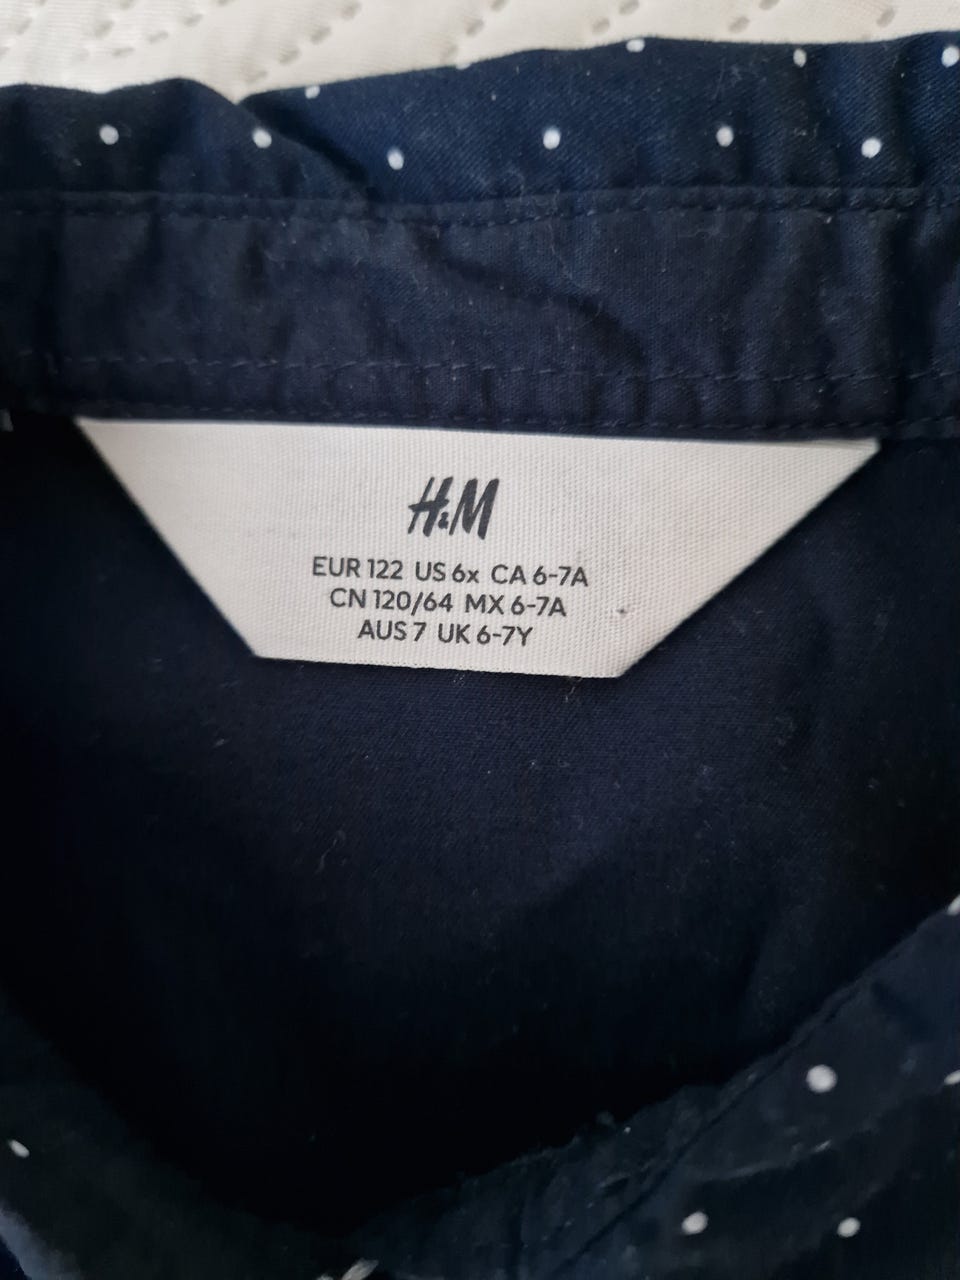 H&M
EUR 122 US 6x CA 6-7A
CN 120/64 MX 6-7A
AUS 7 UK 6-7Y